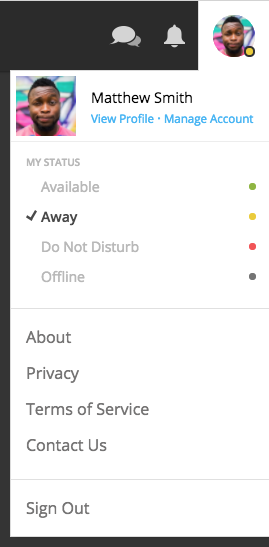 Matthew Smith
View Profile · Manage Account
MY STATUS
Available
Away
Do Not Disturb
Offline
About
Privacy
Terms of Service
Contact Us
Sign Out